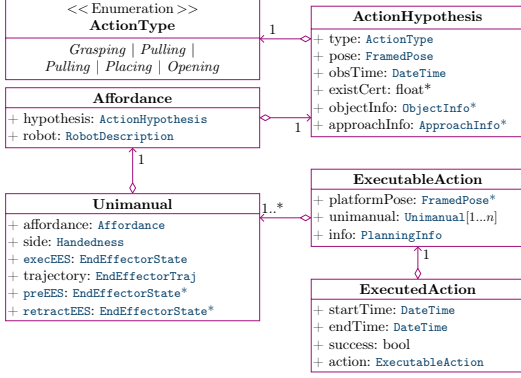 << Enumeration >>
ActionType
Grasping | Pulling |
Pulling | Placing | Opening
1
ActionHypothesis
+ type: ActionType
+ pose: FramedPose
+ obsTime: DateTime
+ existCert: float*
+ objectInfo: ObjectInfo*
+ approachInfo: ApproachInfo*
Affordance
+ hypothesis: ActionHypothesis
+ robot: RobotDescription
1
1
Unimanual
+ affordance: Affordance
+ side: Handedness
+ execEES: EndEffectorState
+ trajectory: EndEffectorTraj
+ preEES: EndEffectorState*
+ retractEES: EndEffectorState*
1..*
ExecutableAction
+ platformPose: FramedPose*
+ unimanual: Unimanual[1...n]
+ info: PlanningInfo
1
ExecutedAction
+ startTime: DateTime
+ endTime: DateTime
+ success: bool
+ action: ExecutableAction